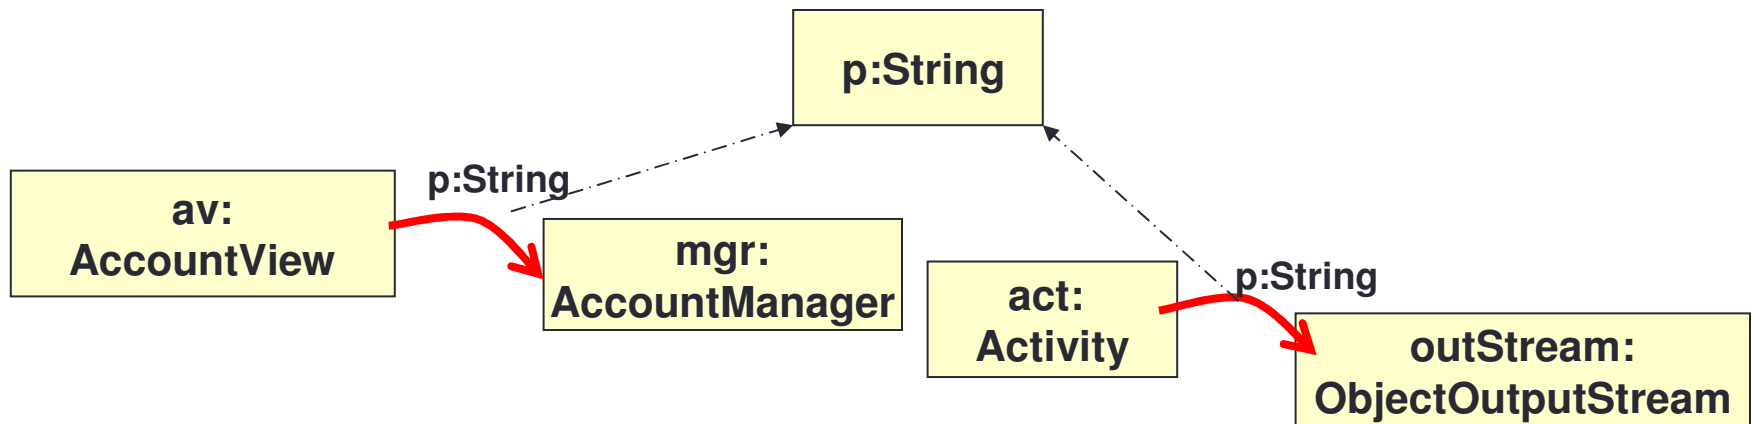 p:String
p:String
av:
AccountView
mgr:
AccountManager
p:String
act:
Activity
outStream:
ObjectOutputStream